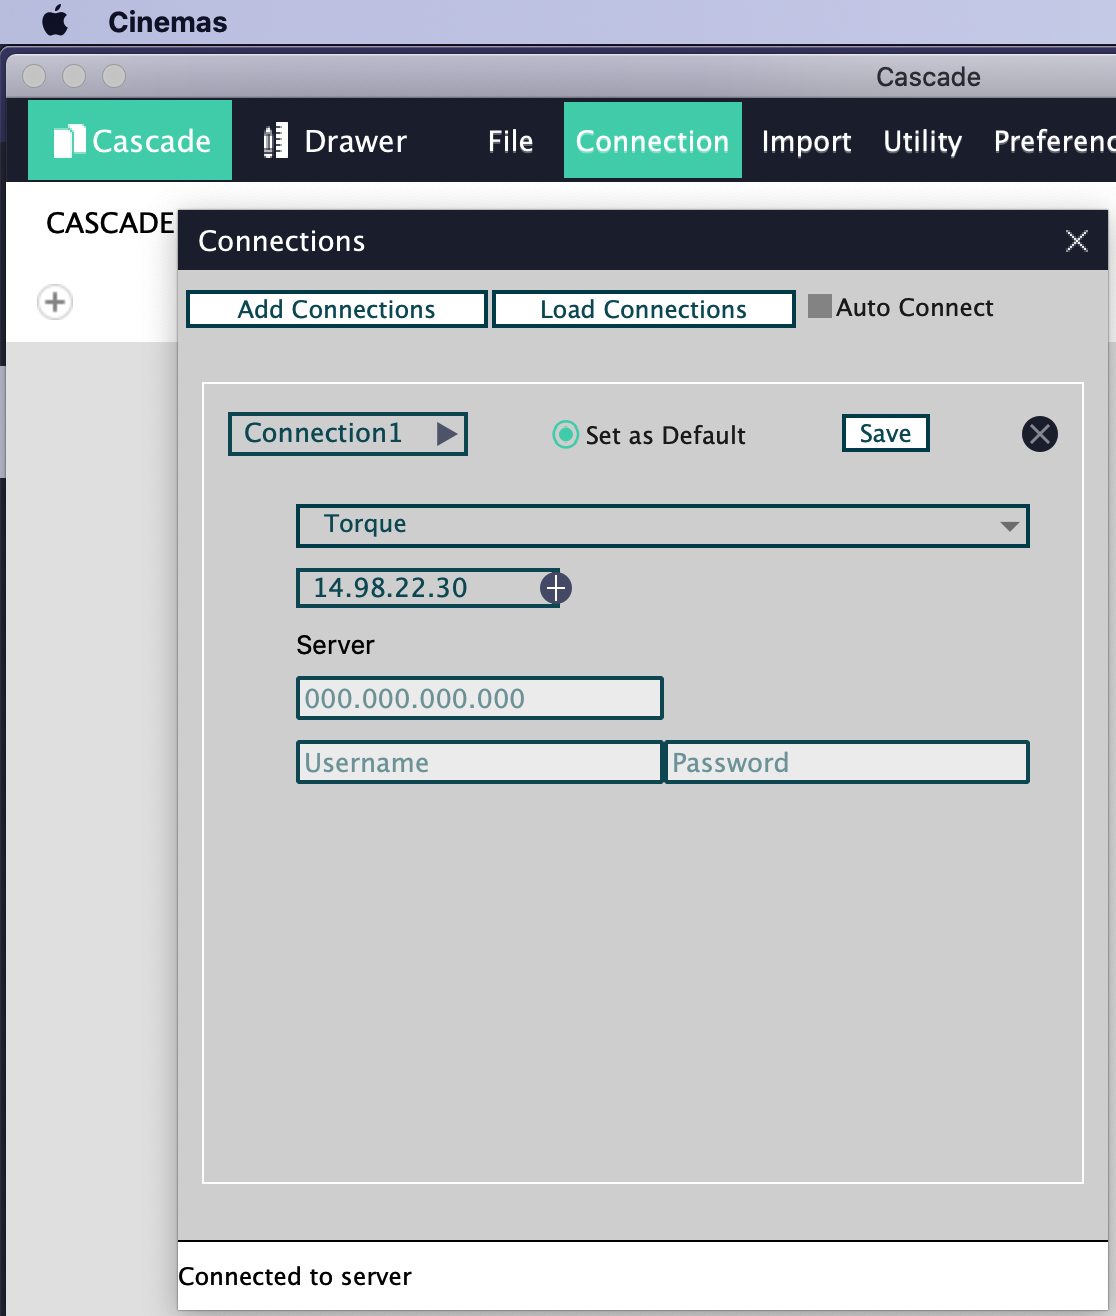 Cinemas
Cascade
Cascade Drawer File Connection Import Utility
CASCADE
Connections
Add Connections Load Connections Auto Connect
Connection1 Set as Default Save
Torque
14.98.22.30
Server
000.000.000.000
Username Password
Connected to server